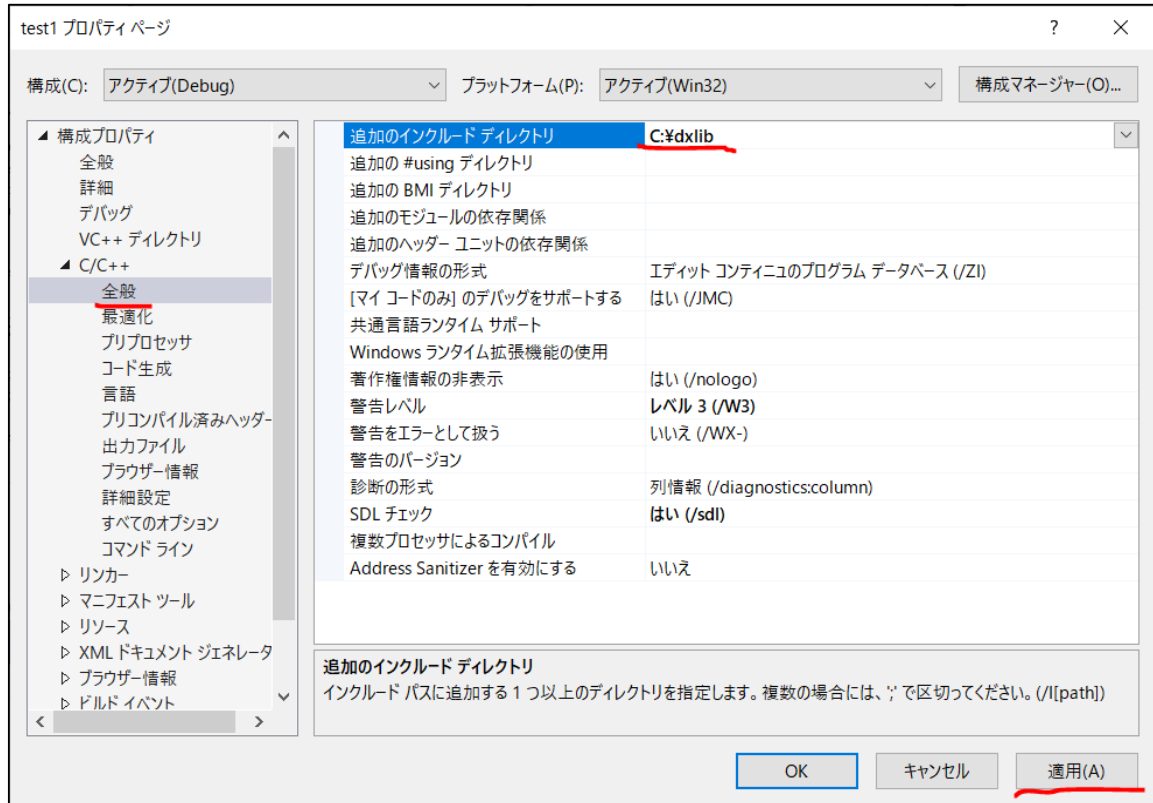 test1 プロパティ ページ ? ×
構成(C): アクティブ(Debug) プラットフォーム(P): アクティブ(Win32) 構成マネージャー(O)...
構成プロパティ
全般
詳細
デバッグ
VC++ ディレクトリ
C/C++
全般
最適化
プリプロセッサ
コード生成
言語
プリコンパイル済みヘッダー
出力ファイル
ブラウザー情報
詳細設定
すべてのオプション
コマンド ライン
リンカー
マニフェスト ツール
リソース
XML ドキュメント ジェネレータ
ブラウザー情報
ビルド イベント
追加のインクルード ディレクトリ C:¥dxlib
追加の #using ディレクトリ
追加の BMI ディレクトリ
追加のモジュールの依存関係
追加のヘッダー ユニットの依存関係
デバッグ情報の形式 エディット コンティニュのプログラム データベース (/ZI)
[マイ コードのみ] のデバッグをサポートする はい (/JMC)
共通言語ランタイム サポート
Windows ランタイム拡張機能の使用
著作権情報の非表示 はい (/nologo)
警告レベル レベル 3 (/W3)
警告をエラーとして扱う いいえ (/WX-)
警告のバージョン
診断の形式 列情報 (/diagnostics:column)
SDL チェック はい (/sdl)
複数プロセッサによるコンパイル
Address Sanitizer を有効にする いいえ
追加のインクルード ディレクトリ
インクルード パスに追加する 1 つ以上のディレクトリを指定します。複数の場合には、';' で区切ってください。(/I[path])
OK キャンセル 適用(A)